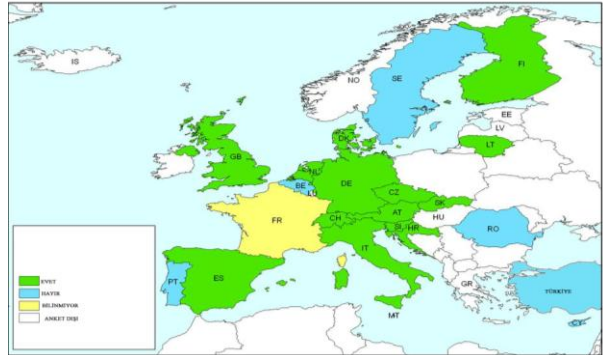 IS
NO
SE
FI
EE
LV
LT
DK
GB
NL
BE
LU
DE
CZ
SK
FR
CH
AT
HU
SI
HR
RO
IT
PT
ES
GR
MT
TÜRKİYE
CY
EVET
HAYIR
BİLİNMİYOR
ANKET DIŞI